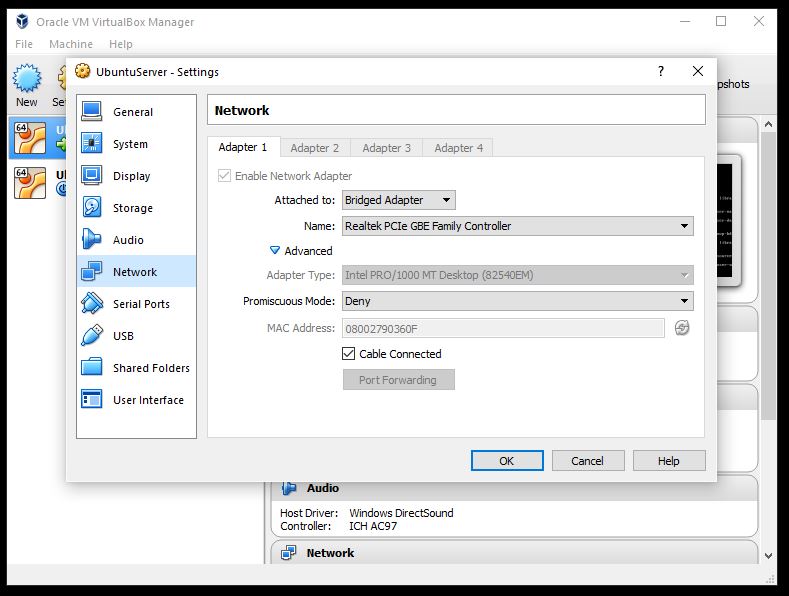 Oracle VM VirtualBox Manager
File Machine Help
UbuntuServer - Settings
?
New
pshots
64
64
General
System
Display
Storage
Audio
Network
Serial Ports
USB
Shared Folders
User Interface
Network
Adapter 1 Adapter 2 Adapter 3 Adapter 4
Enable Network Adapter
Attached to: Bridged Adapter
Name: Realtek PCIe GBE Family Controller
Advanced
Adapter Type: Intel PRO/1000 MT Desktop (82540EM)
Promiscuous Mode: Deny
MAC Address: 08002790360F
Cable Connected
Port Forwarding
OK Cancel Help
Audio
Host Driver: Windows DirectSound
Controller: ICH AC97
Network